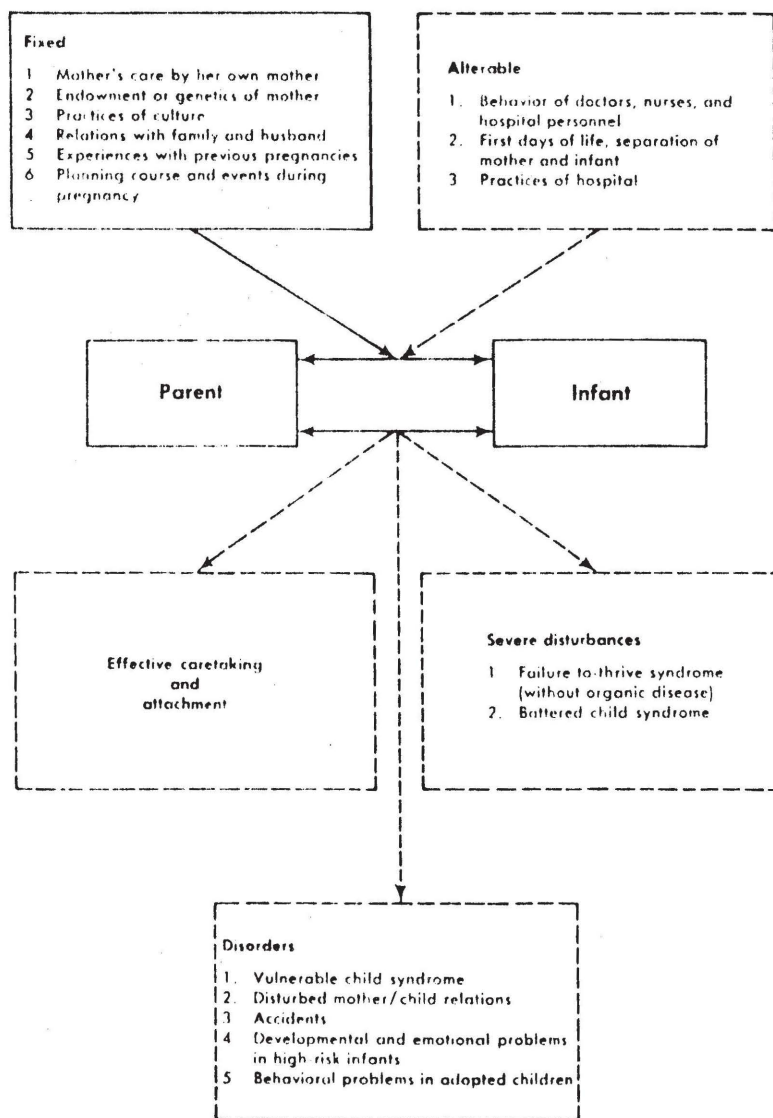 Fixed
1 Mother's care by her own mother
2 Endowment or genetics of mother
3 Practices of culture
4 Relations with family and husband
5 Experiences with previous pregnancies
6 Planning course and events during
pregnancy
Alterable
1. Behavior of doctors, nurses, and
hospital personnel
2. First days of life, separation of
mother and infant
3 Practices of hospital
Parent
Infant
Effective caretaking
and
attachment
Severe disturbances
1 Failure to-thrive syndrome
(without organic disease)
2. Battered child syndrome
Disorders
1. Vulnerable child syndrome
2. Disturbed mother/child relations
3 Accidents
4 Developmental and emotional problems
in high-risk infants
5 Behavioral problems in adopted children